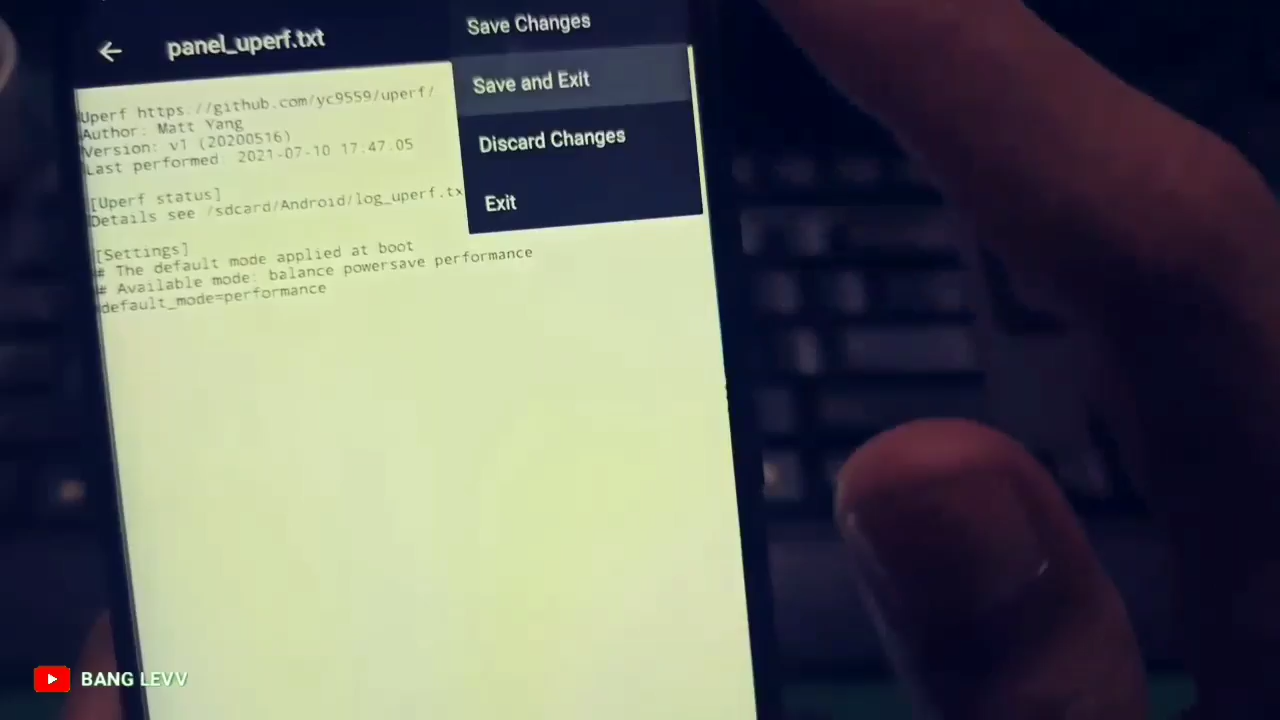 panel_uperf.txt
Save Changes
Save and Exit
Discard Changes
Exit
Uperf https://github.com/yc9559/uperf/
Author: Matt Yang
Version: v1 (20200516)
Last performed: 2021-07-10 17.47.05
[Uperf status]
Details see /sdcard/Android/log_uperf.tx
[Settings]
# The default mode applied at boot
# Available mode: balance powersave performance
default_mode=performance
BANG LEVV